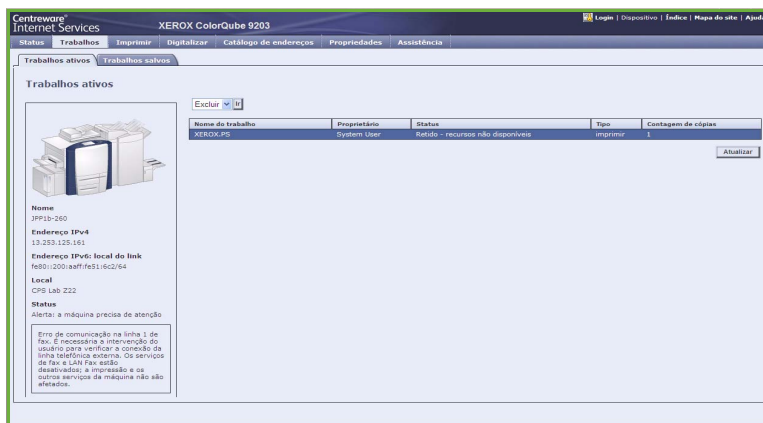 Centreware®
Internet Services
XEROX ColorQube 9203
Login | Dispositivo | Índice | Mapa do site | Ajuda
Status Trabalhos Imprimir Digitalizar Catálogo de endereços Propriedades Assistência
Trabalhos ativos Trabalhos salvos
Trabalhos ativos
Excluir Ir
Nome do trabalho Proprietário Status Tipo Contagem de cópias
XEROX.PS System User Retido - recursos não disponíveis imprimir 1
Atualizar
Nome
JPP1b-260
Endereço IPv4
13.253.125.161
Endereço IPv6: local do link
fe80::200:aaff:fe51:6c2/64
Local
CPS Lab Z22
Status
Alerta: a máquina precisa de atenção
Erro de comunicação na linha 1 de
fax. É necessária a intervenção do
usuário para verificar a conexão da
linha telefônica externa. Os serviços
de fax e LAN Fax estão
desativados; a impressão e os
outros serviços da máquina não são
efetados.